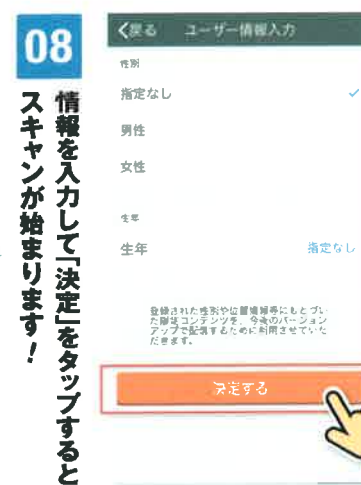 08
情報を入力して「決定」をタップすると
スキャンが始まります！
戻る ユーザー情報入力
性別
指定なし
男性
女性
生年
生年 指定なし
登録された性別や位置情報等にもとづい
た限定コンテンツを、今後のバージョン
アップで配信するために利用させていた
だきます。
決定する